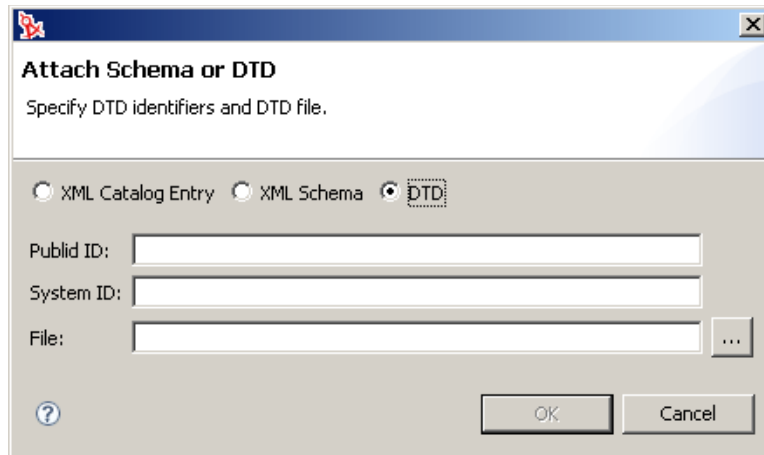 Attach Schema or DTD
Specify DTD identifiers and DTD file.
XML Catalog Entry XML Schema DTD
Publid ID:
System ID:
File: ...
? OK Cancel